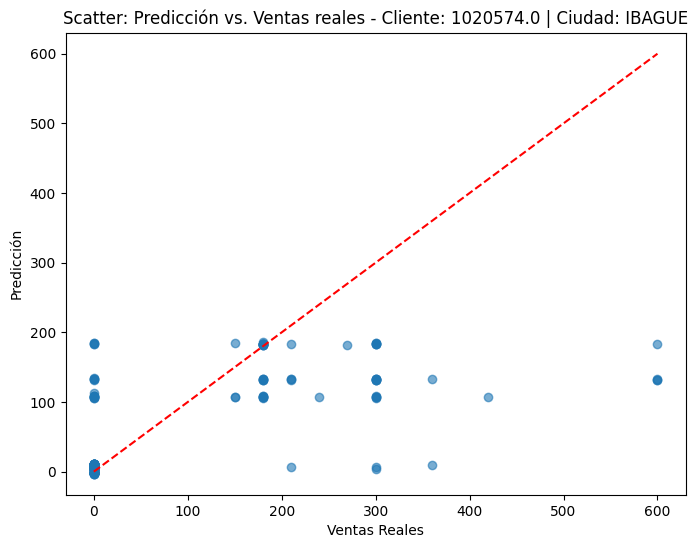 Scatter: Predicción vs. Ventas reales - Cliente: 1020574.0 | Ciudad: IBAGUE
600
500
400
300
200
100
0
Predicción
0 100 200 300 400 500 600
Ventas Reales